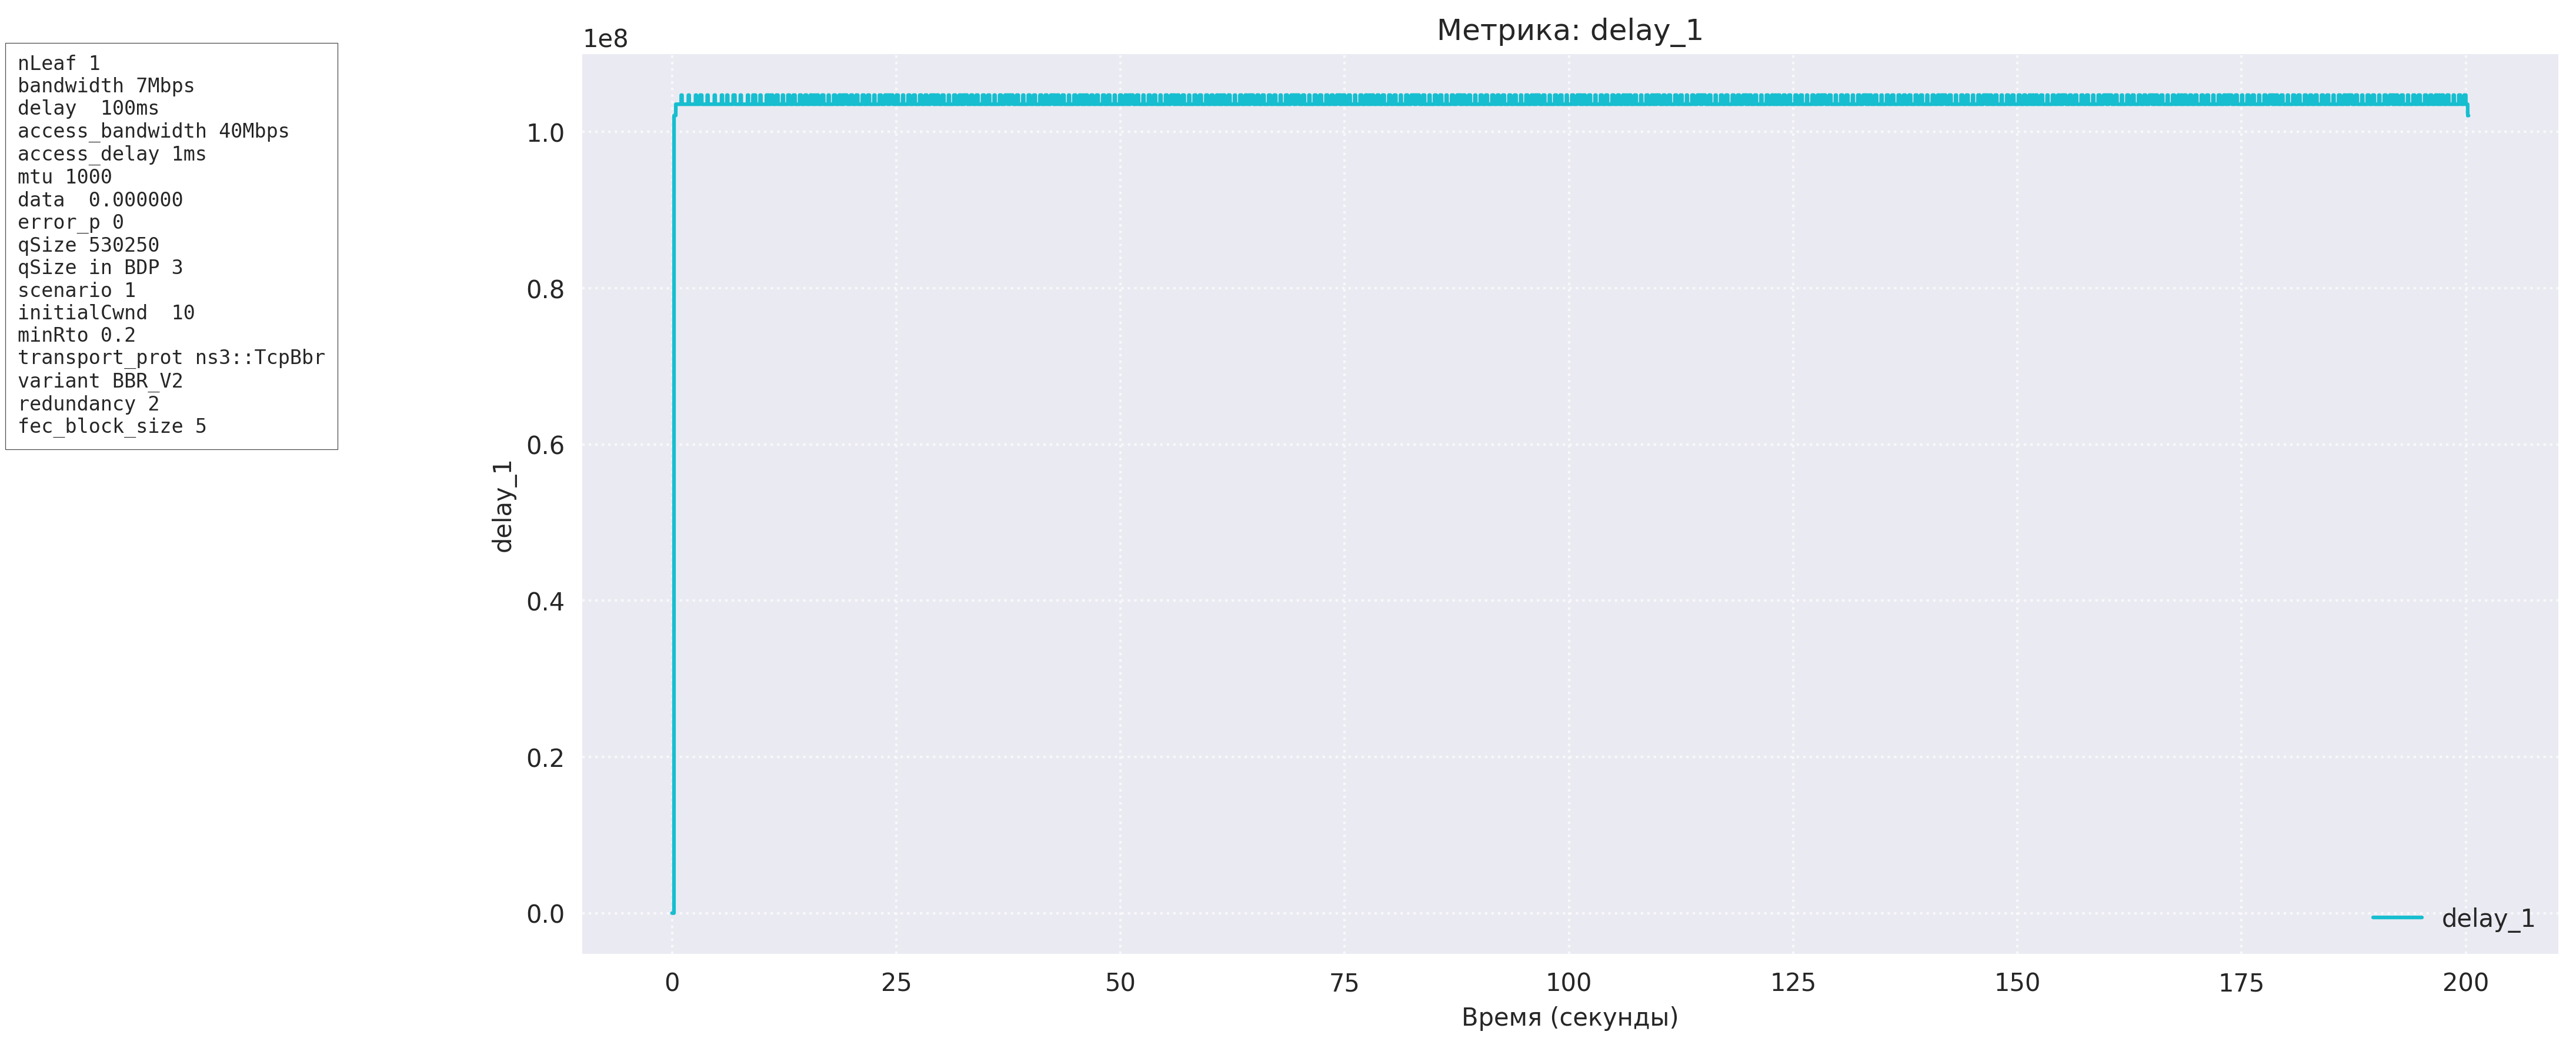 nLeaf 1
bandwidth 7Mbps
delay  100ms
access_bandwidth 40Mbps
access_delay 1ms
mtu 1000
data  0.000000
error_p 0
qSize 530250
qSize in BDP 3
scenario 1
initialCwnd  10
minRto 0.2
transport_prot ns3::TcpBbr
variant BBR_V2
redundancy 2
fec_block_size 5
Метрика: delay_1
1e8
1.0
0.8
0.6
0.4
0.2
0.0
delay_1
delay_1
0 25 50 75 100 125 150 175 200
Время (секунды)